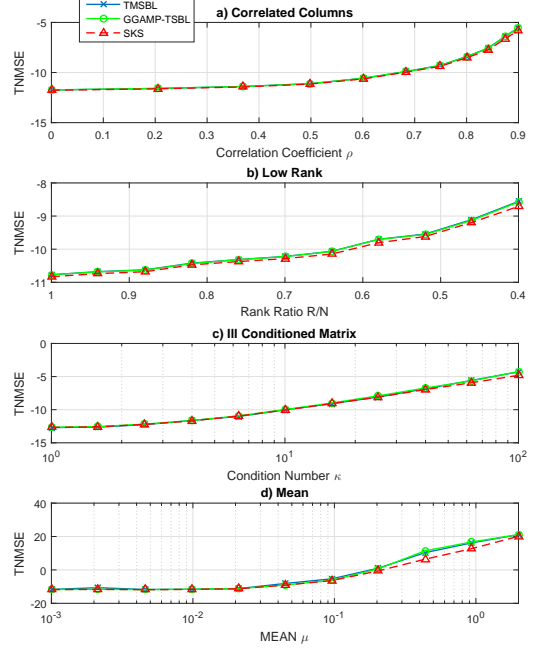 TMSBL
GGAMP-TSBL
SKS
a) Correlated Columns
TNMSE
-5
-10
-15
0 0.1 0.2 0.3 0.4 0.5 0.6 0.7 0.8 0.9
Correlation Coefficient ρ
b) Low Rank
TNMSE
-8
-9
-10
-11
1 0.9 0.8 0.7 0.6 0.5 0.4
Rank Ratio R/N
c) Ill Conditioned Matrix
TNMSE
0
-5
-10
-15
10⁰ 10¹ 10²
Condition Number κ
d) Mean
TNMSE
40
20
0
-20
10⁻³ 10⁻² 10⁻¹ 10⁰
MEAN μ